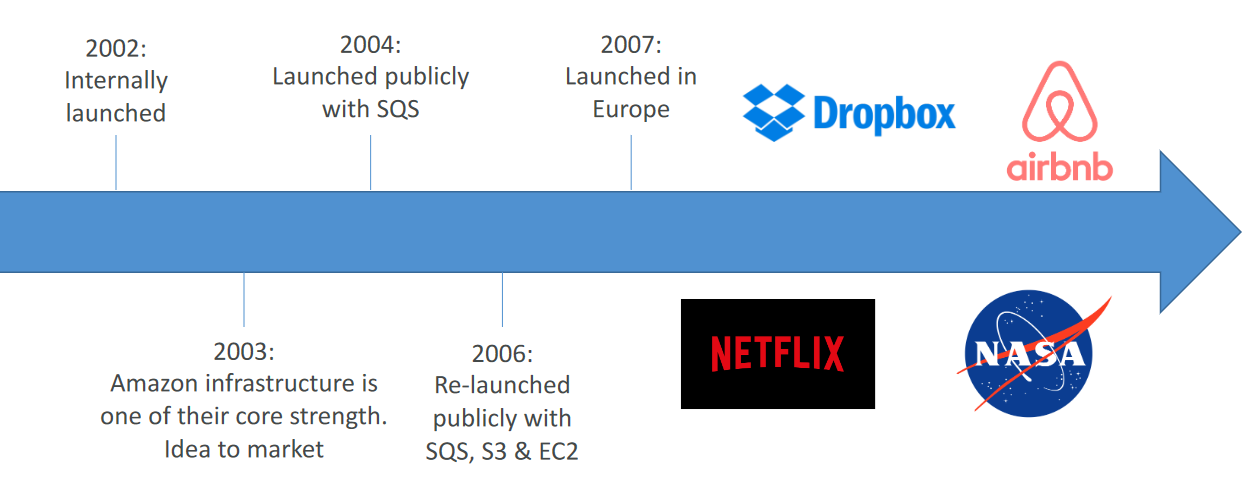 2002:
Internally
launched
2004:
Launched publicly
with SQS
2007:
Launched in
Europe
Dropbox
airbnb
2003:
Amazon infrastructure is
one of their core strength.
Idea to market
2006:
Re-launched
publicly with
SQS, S3 & EC2
NETFLIX
NASA